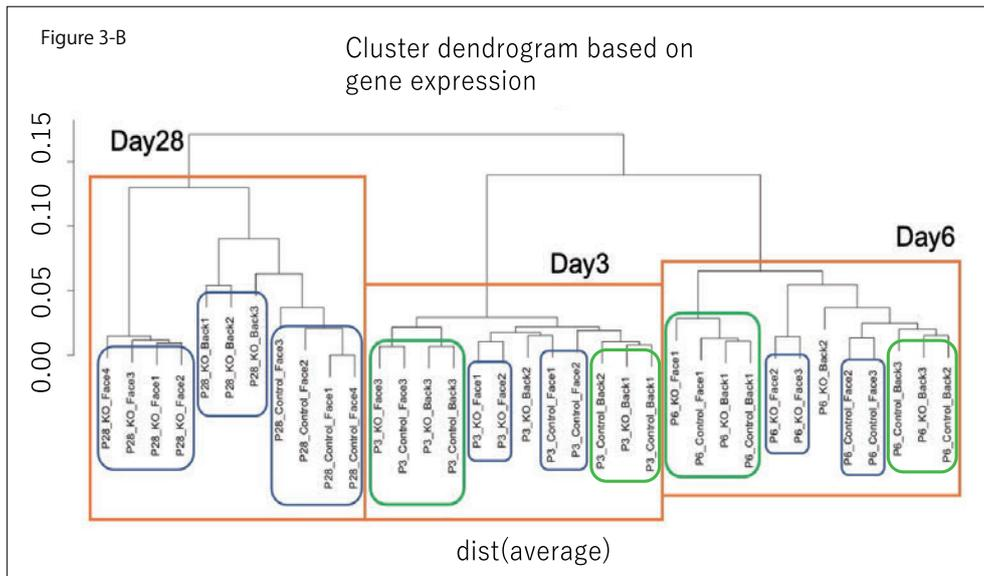 Figure 3-B
Cluster dendrogram based on
gene expression
0.15
0.10
0.05
0.00
Day28
Day3
Day6
P28_KO_Face4
P28_KO_Face3
P28_KO_Face1
P28_KO_Face2
P28_KO_Back1
P28_KO_Back2
P28_KO_Back3
P28_Control_Face3
P28_Control_Face2
P28_Control_Face1
P28_Control_Face4
P3_KO_Face3
P3_Control_Face3
P3_KO_Back3
P3_Control_Back3
P3_KO_Face1
P3_KO_Face2
P3_KO_Back2
P3_Control_Face1
P3_Control_Face2
P3_Control_Back2
P3_KO_Back1
P3_Control_Back1
P6_KO_Face1
P6_Control_Face1
P6_KO_Back1
P6_Control_Back1
P6_KO_Face2
P6_KO_Face3
P6_KO_Back2
P6_Control_Face2
P6_Control_Face3
P6_Control_Back3
P6_KO_Back3
P6_Control_Back2
dist(average)